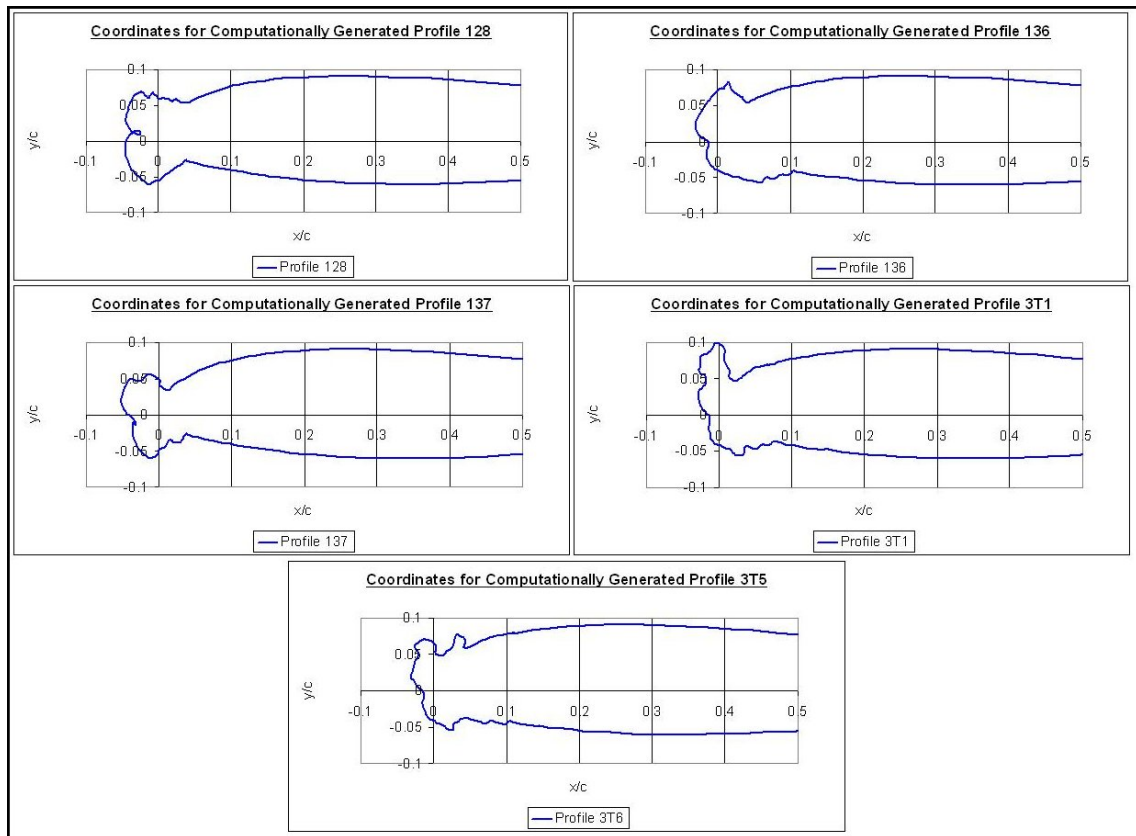 Coordinates for Computationally Generated Profile 128
0.1
0.05
0
-0.05
-0.1
-0.1 0 0.1 0.2 0.3 0.4 0.5
y/c
x/c
Profile 128
Coordinates for Computationally Generated Profile 136
0.1
0.05
0
-0.05
-0.1
-0.1 0 0.1 0.2 0.3 0.4 0.5
y/c
x/c
Profile 136
Coordinates for Computationally Generated Profile 137
0.1
0.05
0
-0.05
-0.1
-0.1 0 0.1 0.2 0.3 0.4 0.5
y/c
x/c
Profile 137
Coordinates for Computationally Generated Profile 3T1
0.1
0.05
0
-0.05
-0.1
-0.1 0 0.1 0.2 0.3 0.4 0.5
y/c
x/c
Profile 3T1
Coordinates for Computationally Generated Profile 3T5
0.1
0.05
0
-0.05
-0.1
-0.1 0 0.1 0.2 0.3 0.4 0.5
y/c
x/c
Profile 3T6